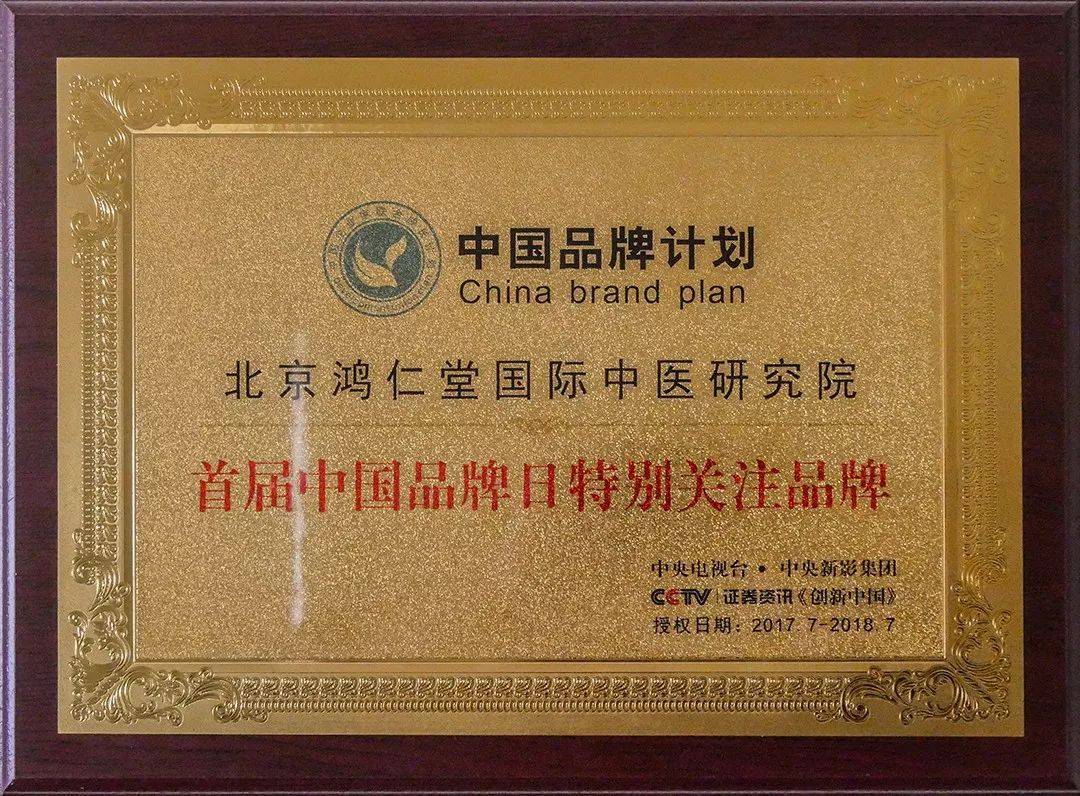 中国品牌计划
China brand plan
北京鸿仁堂国际中医研究院
首届中国品牌日特别关注品牌
中央电视台·中央新影集团
CCTV|证券资讯《创新中国》
授权日期：2017.7-2018.7